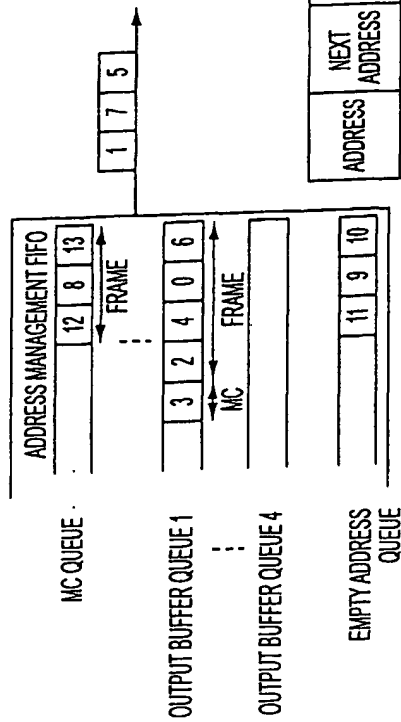 ADDRESS MANAGEMENT FIFO
MC QUEUE
12 8 13
FRAME
1 7 5
OUTPUT BUFFER QUEUE 1
3 2 4 0 6
MC
FRAME
OUTPUT BUFFER QUEUE 4
EMPTY ADDRESS
QUEUE
11 9 10
ADDRESS
NEXT
ADDRESS